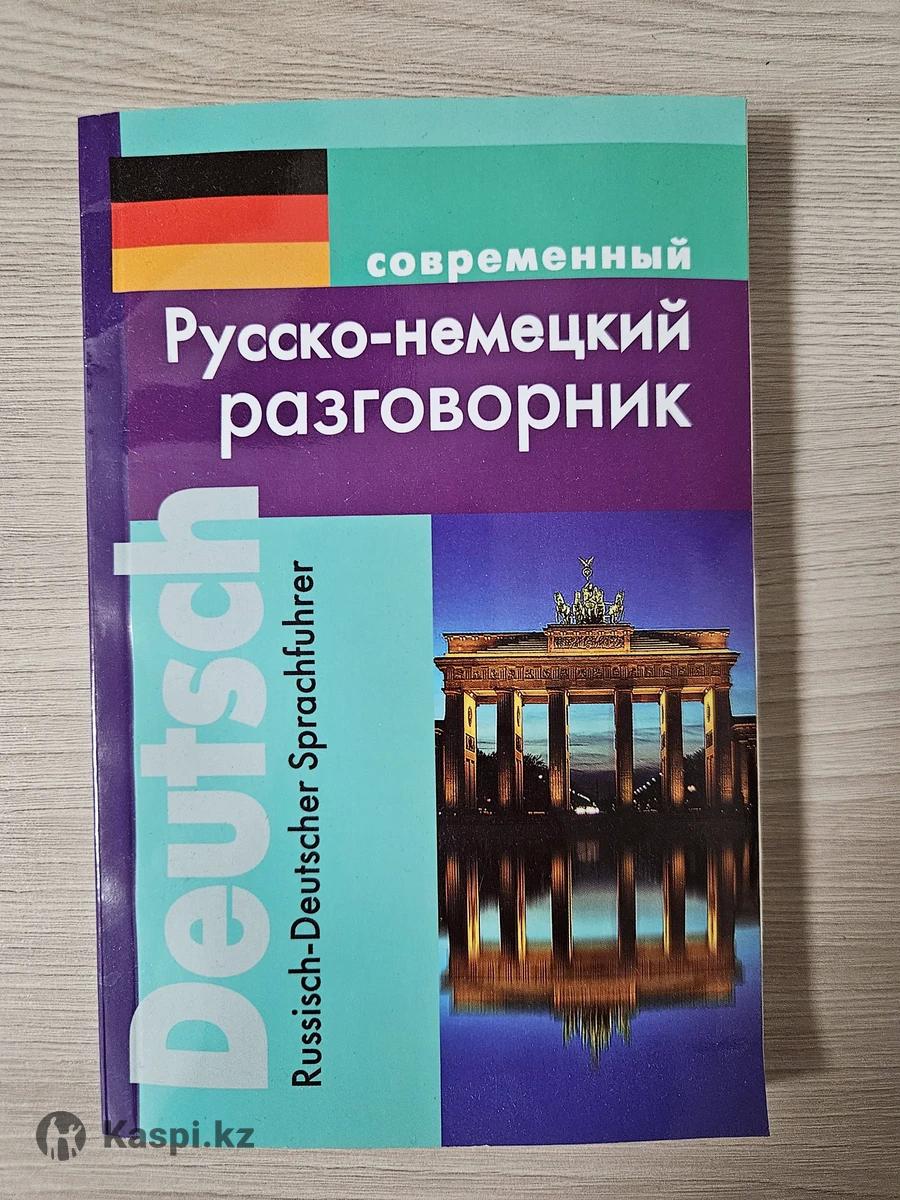 современный
Русско-немецкий
разговорник
Deutsch
Russisch-Deutscher Sprachfuhrer
Kaspi.kz